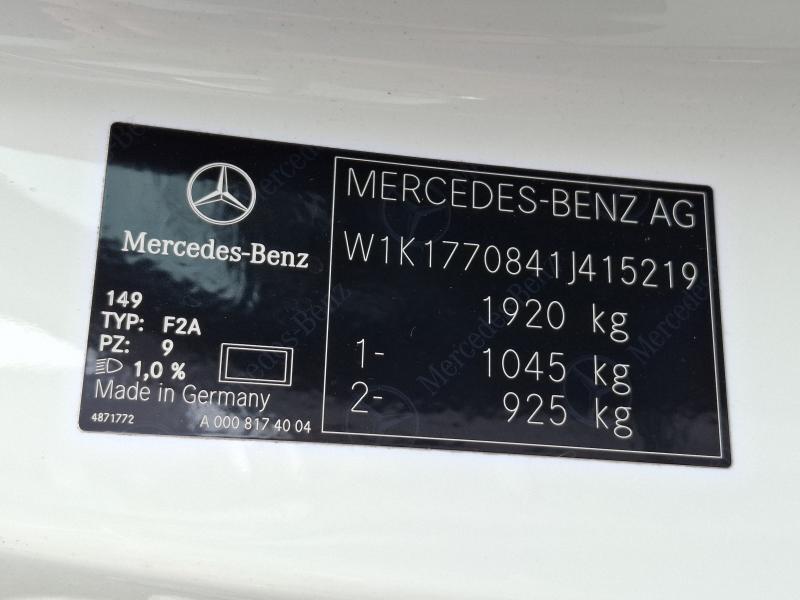 Mercedes-Benz
149
TYP: F2A
PZ: 9
1,0 %
Made in Germany
4871772 A 000 817 40 04
MERCEDES-BENZ AG
W1K1770841J415219
1920 kg
1- 1045 kg
2- 925 kg